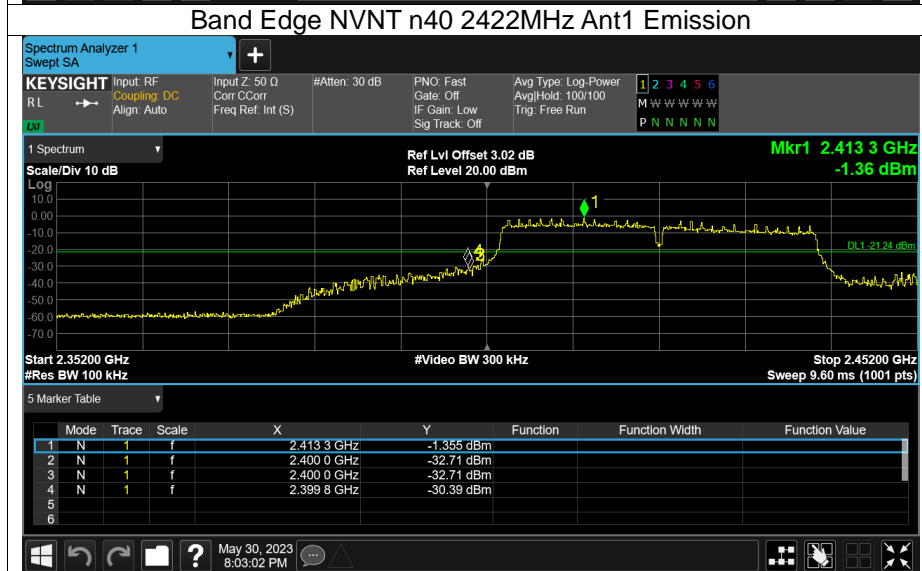 Band Edge NVNT n40 2422MHz Ant1 Emission
Spectrum Analyzer 1
Swept SA
+
KEYSIGHT Input: RF Input Z: 50 Ω #Atten: 30 dB PNO: Fast Avg Type: Log-Power 1 2 3 4 5 6
RL Coupling: DC Corr CCorr Gate: Off Avg|Hold: 100/100 M W W W W W
Align: Auto Freq Ref: Int (S) IF Gain: Low Trig: Free Run
LXI Sig Track: Off P N N N N N
1 Spectrum Ref Lvl Offset 3.02 dB Mkr1 2.413 3 GHz
Scale/Div 10 dB Ref Level 20.00 dBm -1.36 dBm
Log
10.0
1
0.00
-10.0
-20.0
DL1 -21.24 dBm
-30.0
-40.0
-50.0
-60.0
-70.0
Start 2.35200 GHz #Video BW 300 kHz Stop 2.45200 GHz
#Res BW 100 kHz Sweep 9.60 ms (1001 pts)
5 Marker Table
Mode Trace Scale X Y Function Function Width Function Value
1 N 1 f 2.413 3 GHz -1.355 dBm
2 N 1 f 2.400 0 GHz -32.71 dBm
3 N 1 f 2.400 0 GHz -32.71 dBm
4 N 1 f 2.399 8 GHz -30.39 dBm
5
6
? May 30, 2023
8:03:02 PM